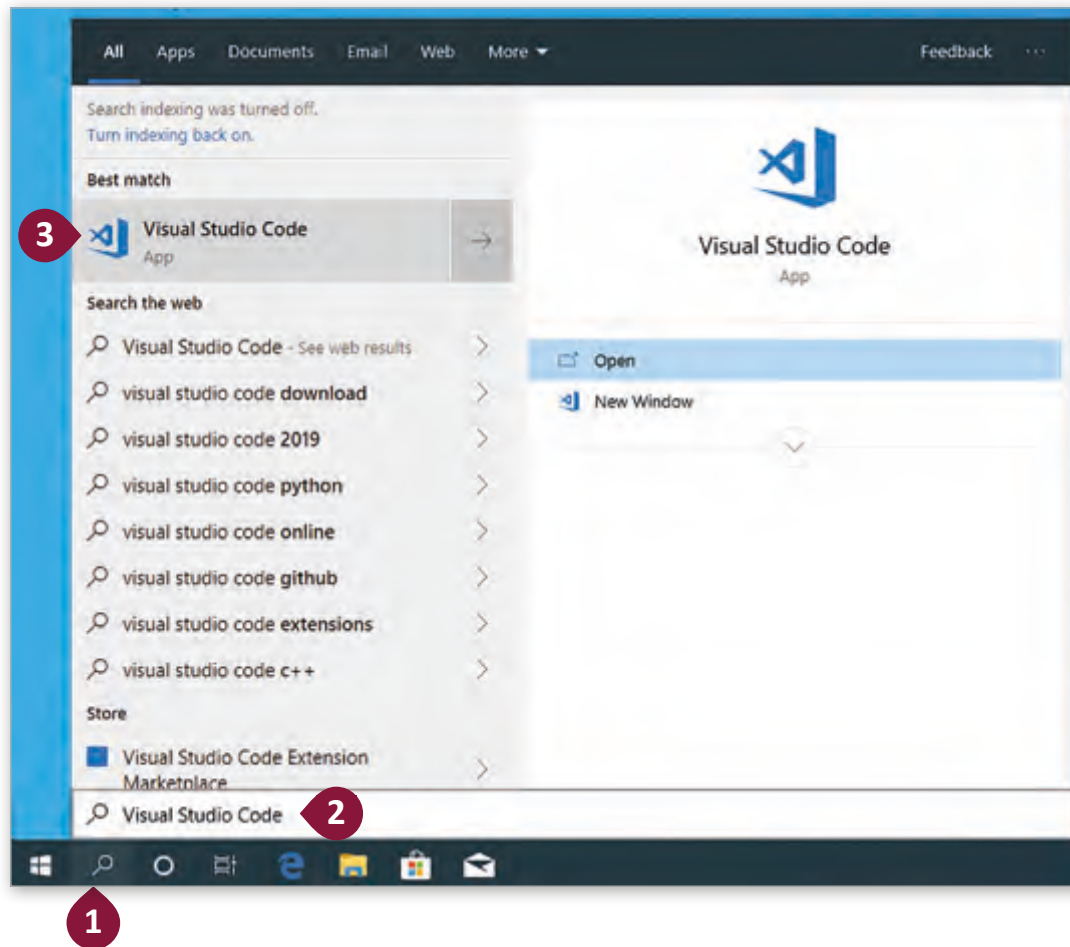 All Apps Documents Email Web More Feedback ...
Search indexing was turned off.
Turn indexing back on.
Best match
3
Visual Studio Code
App
Search the web
Visual Studio Code - See web results
visual studio code download
visual studio code 2019
visual studio code python
visual studio code online
visual studio code github
visual studio code extensions
visual studio code c++
Store
Visual Studio Code Extension
Marketplace
Visual Studio Code
App
Open
New Window
Visual Studio Code 2
1